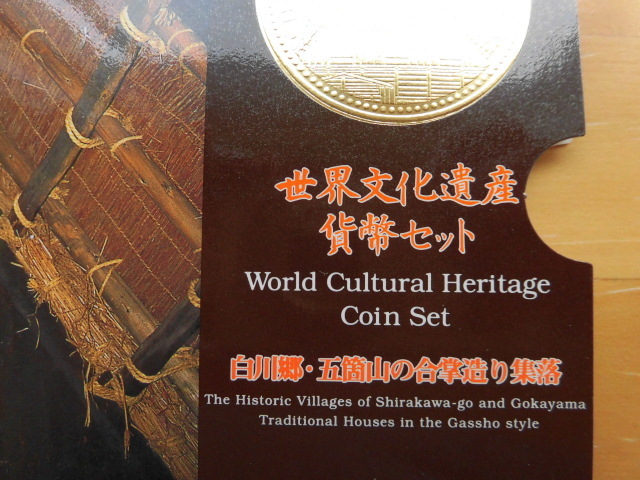 世界文化遺産
貨幣セット
World Cultural Heritage
Coin Set
白川郷・五箇山の合掌造り集落
The Historic Villages of Shirakawa-go and Gokayama
Traditional Houses in the Gassho style